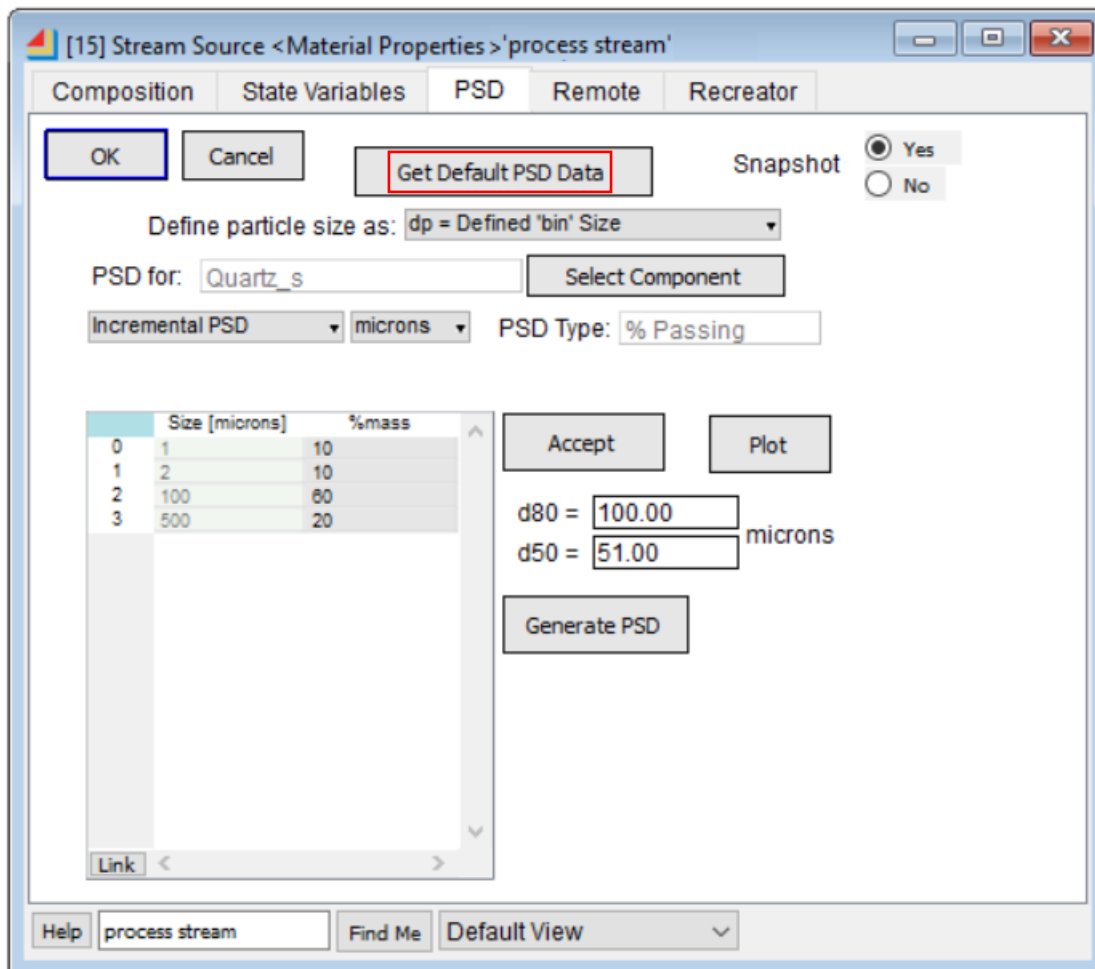 [15] Stream Source <Material Properties>'process stream'
Composition State Variables PSD Remote Recreator
OK Cancel Get Default PSD Data Snapshot Yes
No
Define particle size as: dp = Defined 'bin' Size
PSD for: Quartz_s Select Component
Incremental PSD microns PSD Type: % Passing
Size [microns] %mass
0 1 10
1 2 10
2 100 60
3 500 20
Accept Plot
d80 = 100.00
d50 = 51.00 microns
Generate PSD
Link
Help process stream Find Me Default View